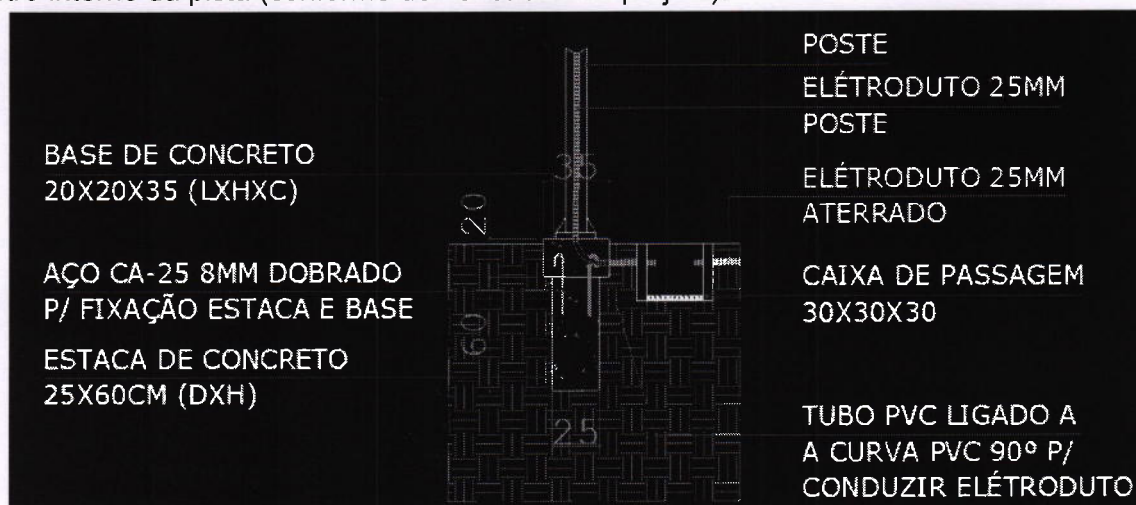 BASE DE CONCRETO
20X20X35 (LXHXC)
AÇO CA-25 8MM DOBRADO
P/ FIXAÇÃO ESTACA E BASE
ESTACA DE CONCRETO
25X60CM (DXH)
35
20
60
25
POSTE
ELÉTRODUTO 25MM
POSTE
ELÉTRODUTO 25MM
ATERRADO
CAIXA DE PASSAGEM
30X30X30
TUBO PVC LIGADO A
A CURVA PVC 90º P/
CONDUZIR ELÉTRODUTO